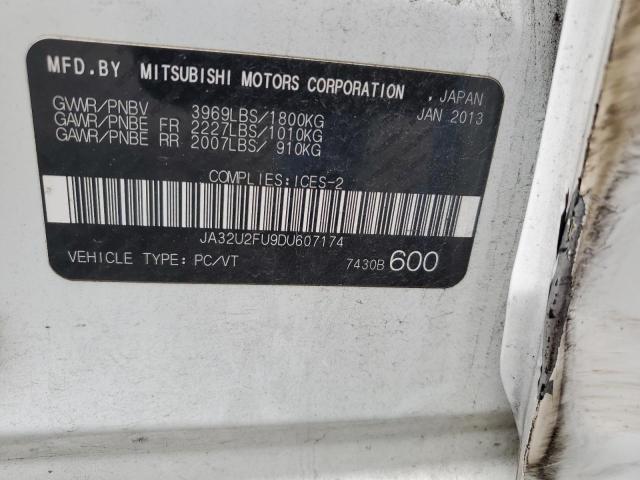 MFD.BY MITSUBISHI MOTORS CORPORATION , JAPAN
GVWR/PNBV 3969LBS/1800KG JAN 2013
GAWR/PNBE FR 2227LBS/1010KG
GAWR/PNBE RR 2007LBS/ 910KG
COMPLIES:ICES-2
JA32U2FU9DU607174
VEHICLE TYPE: PC/VT 7430B 600